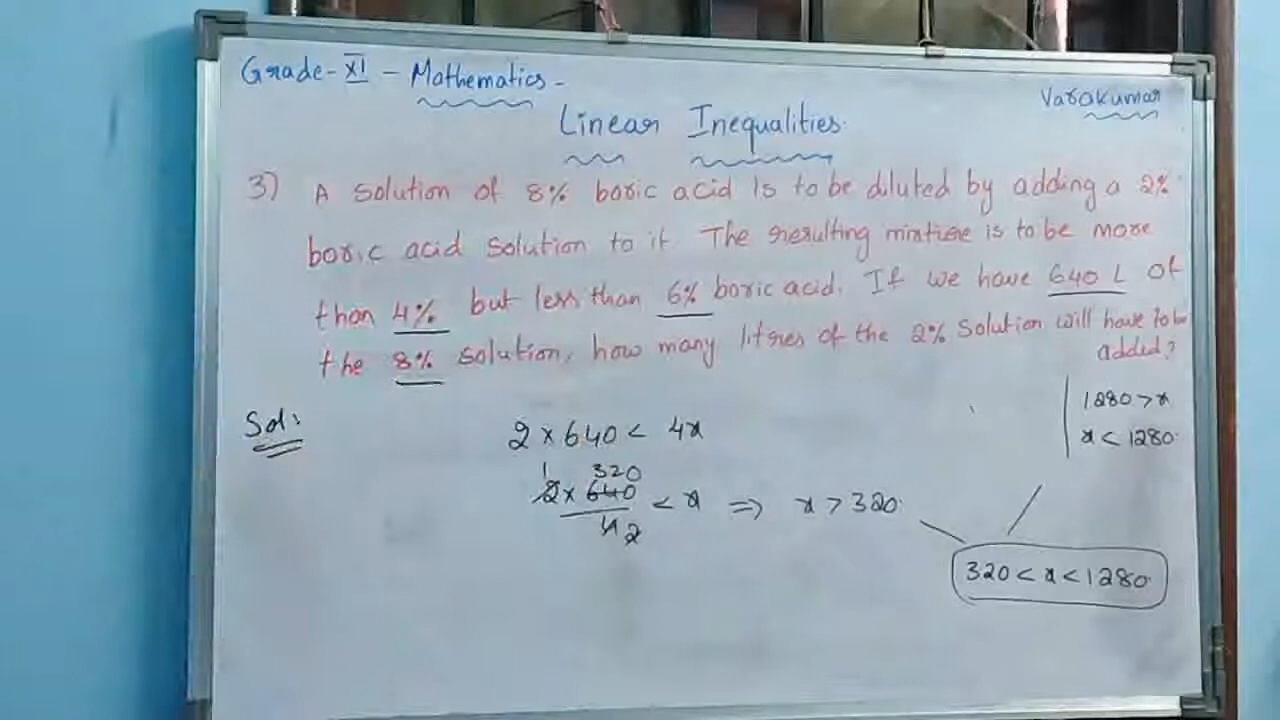 Grade - XI - Mathematics -
Varakumar
Linear Inequalities.
3) A solution of 8% boric acid is to be diluted by adding a 2%
boric acid solution to it. The resulting mixture is to be more
than 4% but less than 6% boric acid. If we have 640 L of
the 8% solution, how many litres of the 2% solution will have to be
added?
Sol:
1280 > x
x < 1280.
2 × 640 < 4x
1 320
2 × 640 / 4 2 < x ⇒ x > 320.
320 < x < 1280.